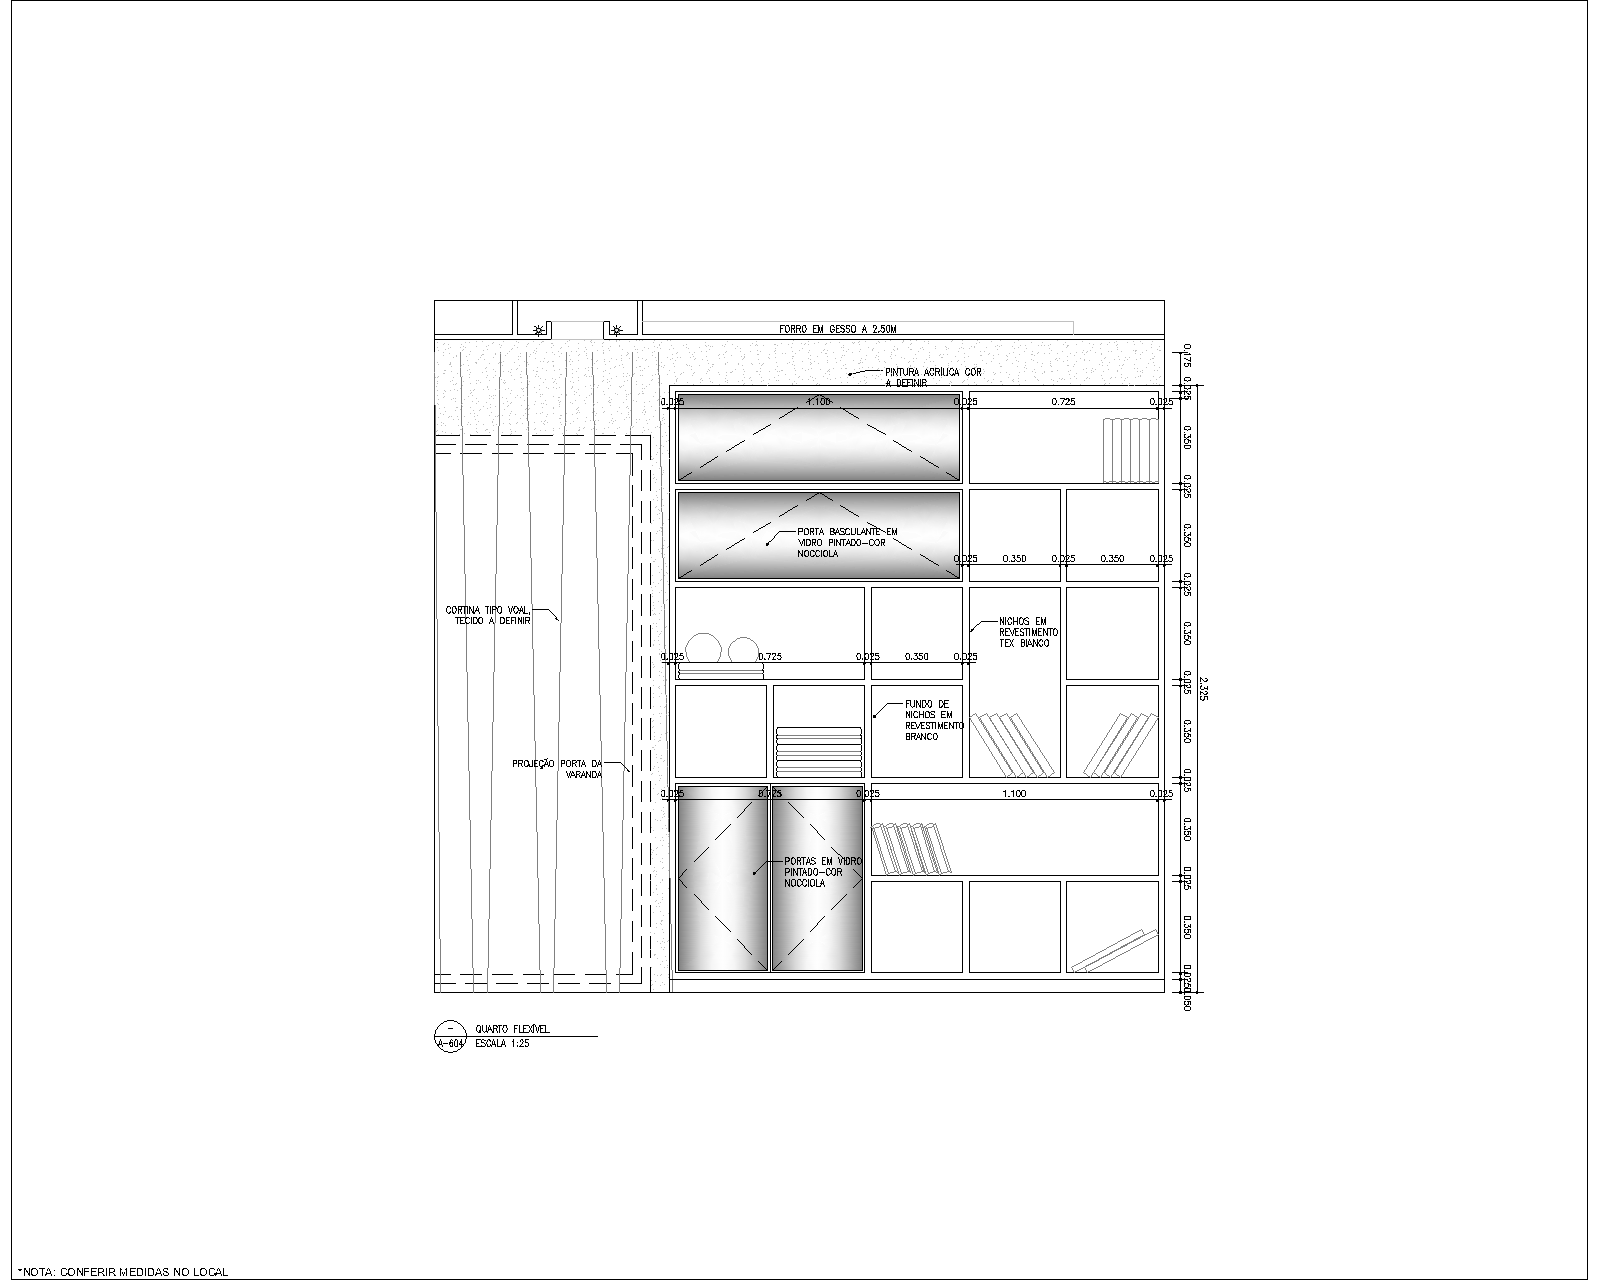 FORRO EM GESSO A 2.50M
PINTURA ACRÍLICA COR
A DEFINIR
0.175
0.025
0.025
1.100
0.025
0.725
0.025
0.350
0.025
PORTA BASCULANTE EM
VIDRO PINTADO-COR
NOCCIOLA
0.350
0.025
0.350
0.025
0.350
0.025
0.025
CORTINA TIPO VOAL,
TECIDO A DEFINIR
NICHOS EM
REVESTIMENTO
TEX BIANCO
0.350
0.025
0.725
0.025
0.350
0.025
0.025
2.325
FUNDO DE
NICHOS EM
REVESTIMENTO
BRANCO
0.350
PROJEÇÃO PORTA DA
VARANDA
0.025
0.025
0.725
0.025
1.100
0.025
0.350
PORTAS EM VIDRO
PINTADO-COR
NOCCIOLA
0.025
0.350
0.025
0.050
-
QUARTO FLEXÍVEL
A-604
ESCALA 1:25
*NOTA: CONFERIR MEDIDAS NO LOCAL